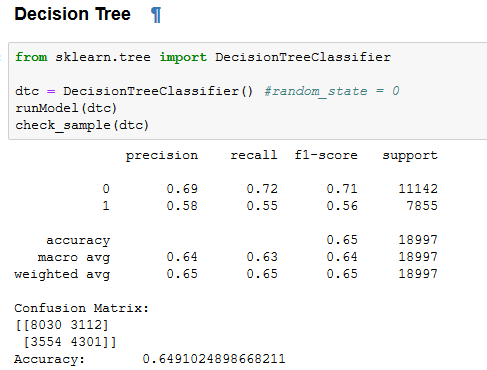 Decision Tree ¶
from sklearn.tree import DecisionTreeClassifier
dtc = DecisionTreeClassifier() #random_state = 0
runModel(dtc)
check_sample(dtc)
precision recall f1-score support
0 0.69 0.72 0.71 11142
1 0.58 0.55 0.56 7855
accuracy 0.65 18997
macro avg 0.64 0.63 0.64 18997
weighted avg 0.65 0.65 0.65 18997
Confusion Matrix:
[[8030 3112]
[3554 4301]]
Accuracy: 0.6491024898668211